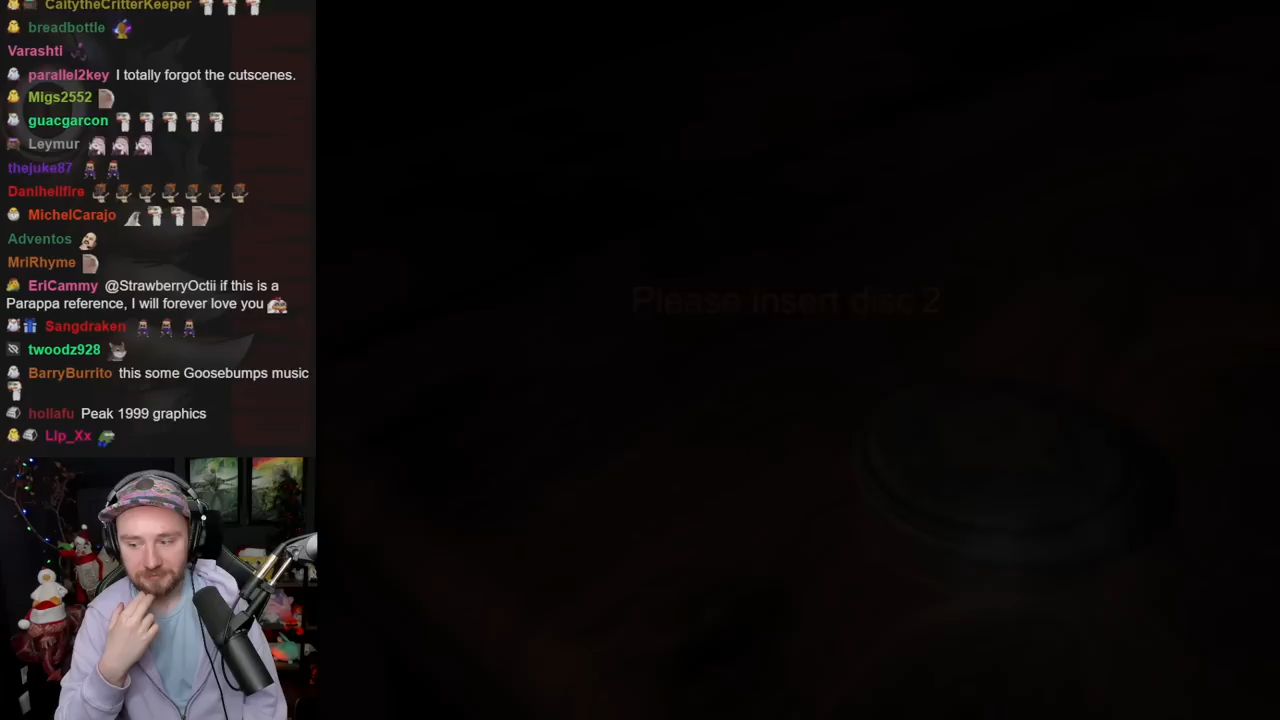 CaitytheCritterKeeper
breadbottle
Varashti
parallel2key I totally forgot the cutscenes.
Migs2552
guacgarcon
Leymur
thejuke87
Danihellfire
MichelCarajo
Adventos
MriRhyme
EriCammy @StrawberryOctii if this is a
Parappa reference, I will forever love you
Sangdraken
twoodz928
BarryBurrito this some Goosebumps music
hollafu Peak 1999 graphics
Lip_Xx
Please insert disc 2